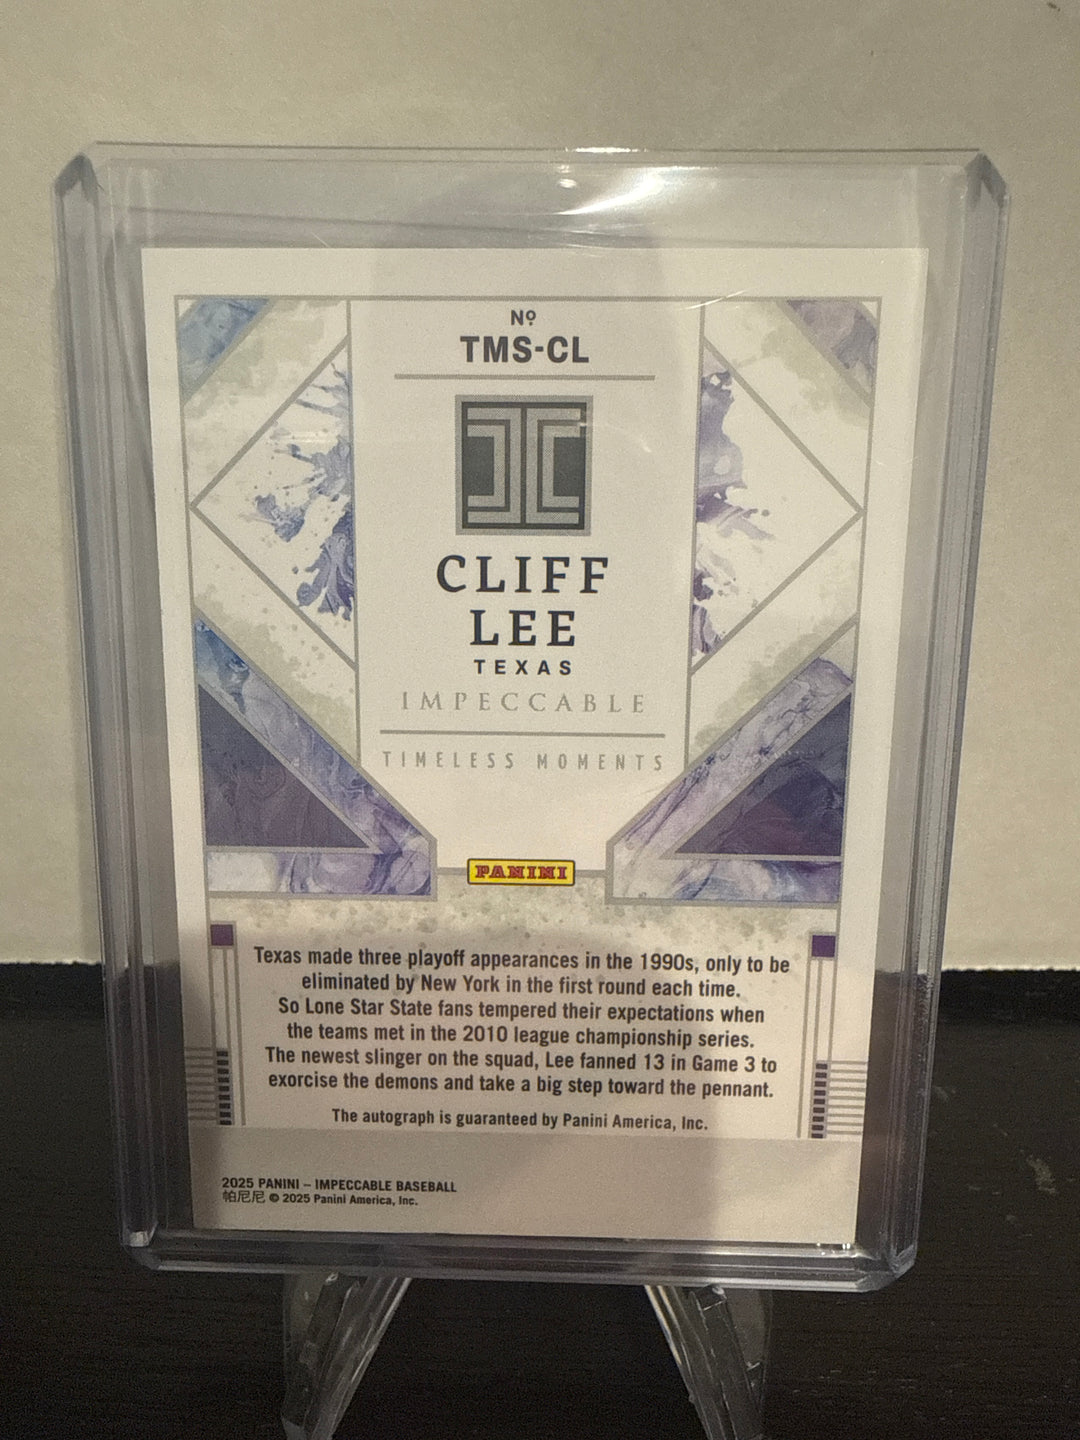 Nº
TMS-CL
CLIFF
LEE
TEXAS
IMPECCABLE
TIMELESS MOMENTS
PANINI
Texas made three playoff appearances in the 1990s, only to be
eliminated by New York in the first round each time.
So Lone Star State fans tempered their expectations when
the teams met in the 2010 league championship series.
The newest slinger on the squad, Lee fanned 13 in Game 3 to
exorcise the demons and take a big step toward the pennant.
The autograph is guaranteed by Panini America, Inc.
2025 PANINI – IMPECCABLE BASEBALL
帕尼尼 © 2025 Panini America, Inc.